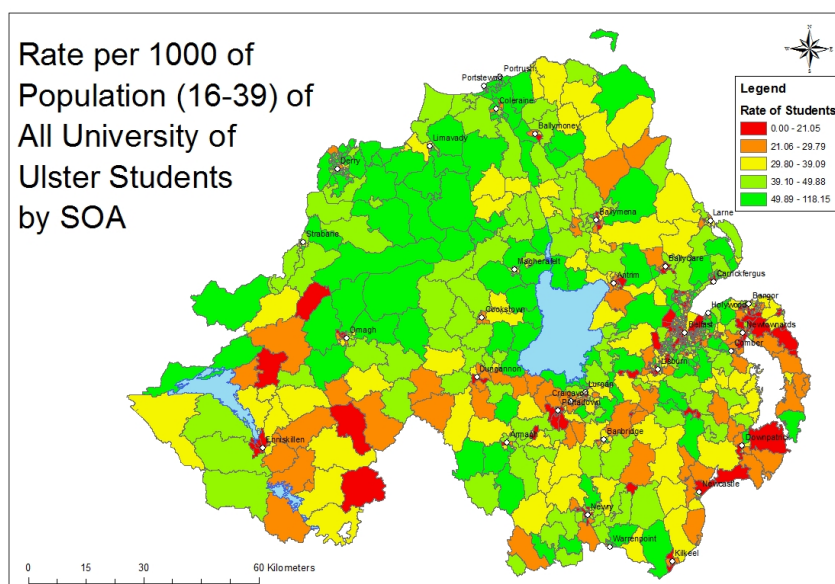 Rate per 1000 of
Population (16-39) of
All University of
Ulster Students
by SOA
N
Legend
Rate of Students
0.00 - 21.05
21.06 - 29.79
29.80 - 39.09
39.10 - 49.88
49.89 - 118.15
Portrush
Portstewart
Coleraine
Ballymoney
Limavady
Derry
Ballymena
Larne
Strabane
Magherafelt
Ballyclare
Antrim
Carrickfergus
Bangor
Holywood
Cookstown
Belfast
Newtownards
Omagh
Comber
Lisburn
Dungannon
Lurgan
Craigavon
Portadown
Armagh
Banbridge
Downpatrick
Enniskillen
Newcastle
Newry
Warrenpoint
Kilkeel
0 15 30 60 Kilometers